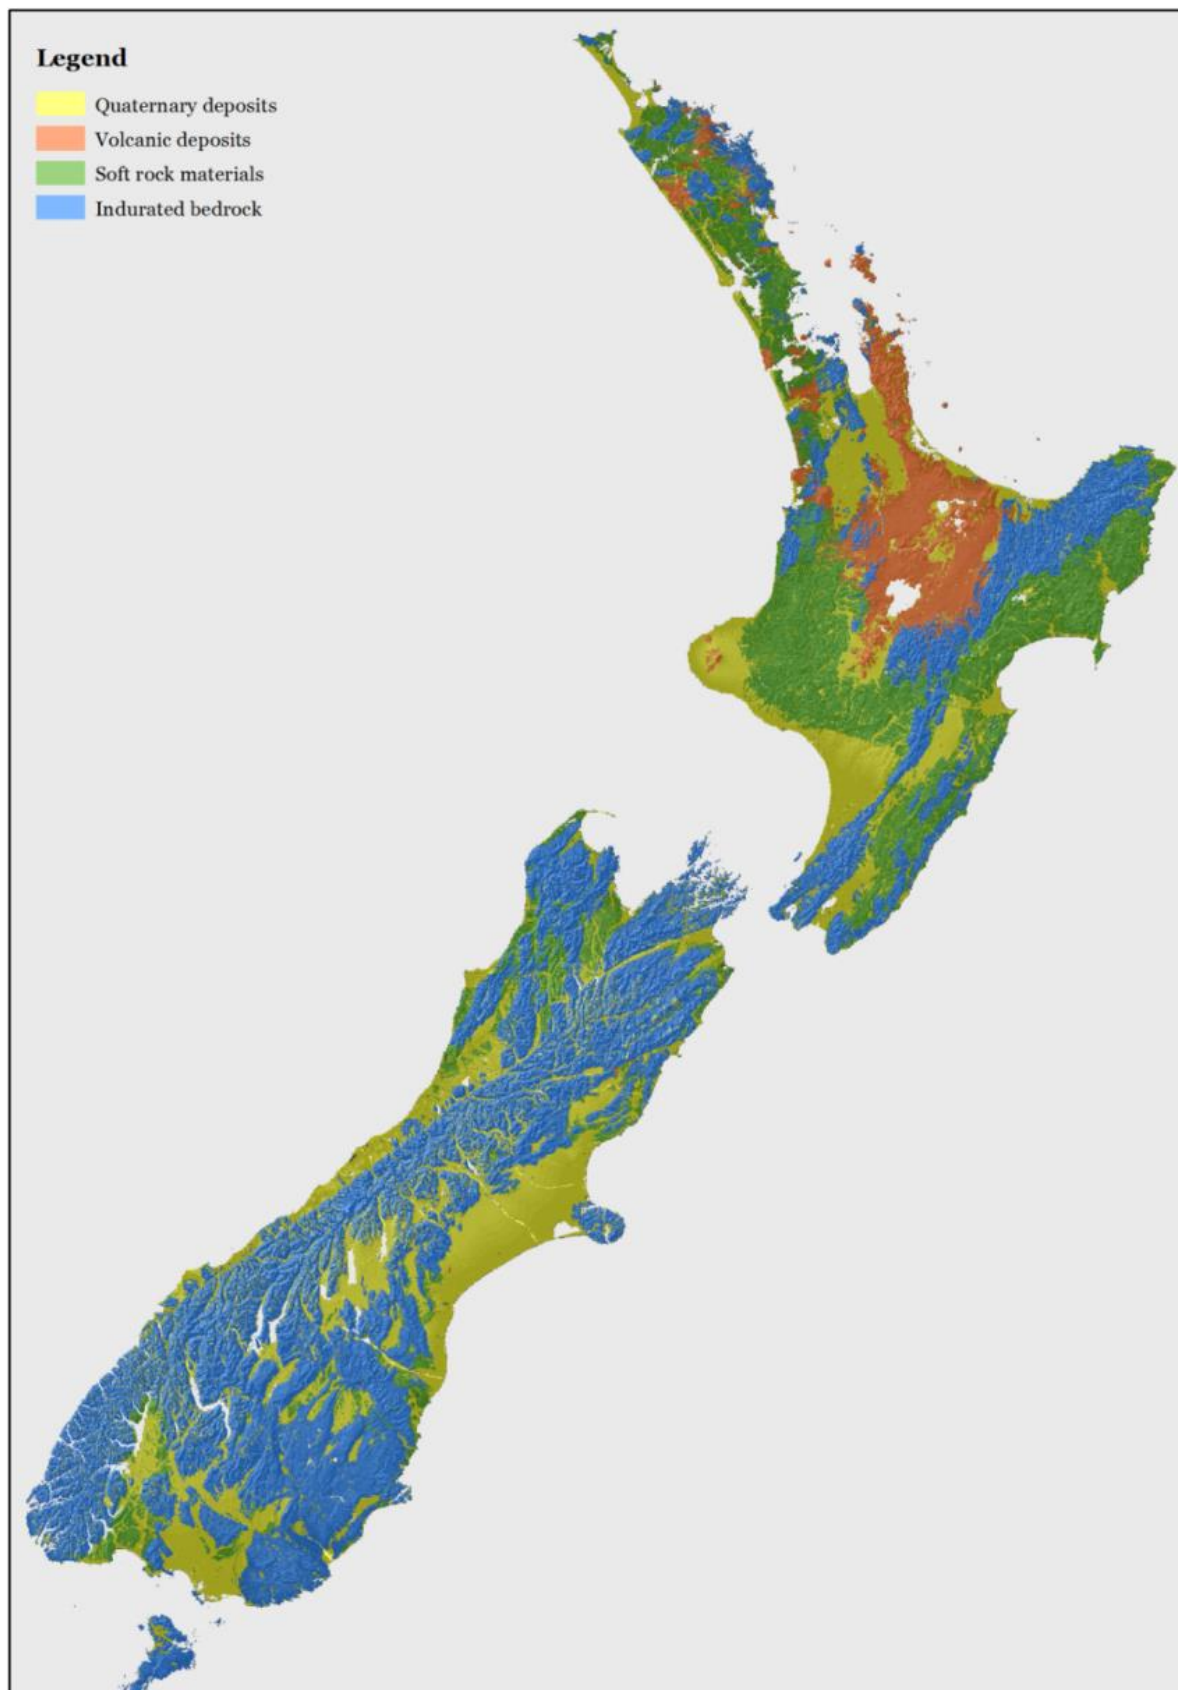 Legend
Quaternary deposits
Volcanic deposits
Soft rock materials
Indurated bedrock